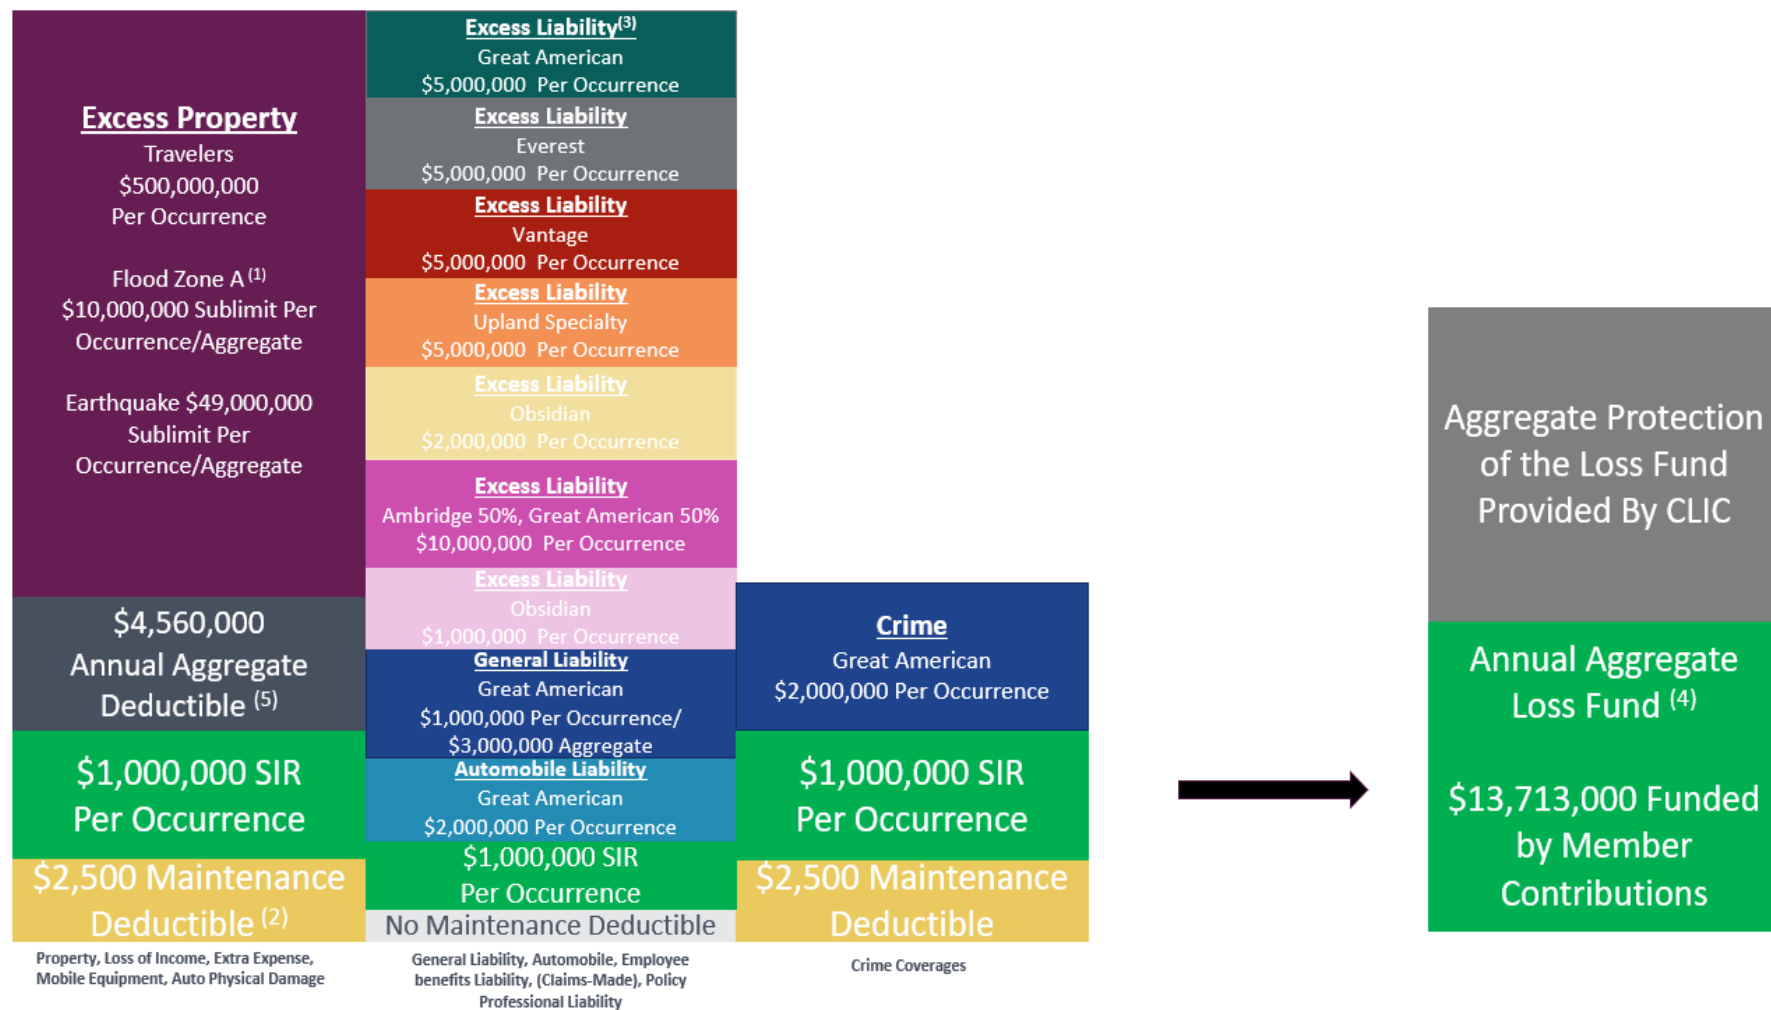 Excess Property
Travelers
$500,000,000
Per Occurrence
Flood Zone A (1)
$10,000,000 Sublimit Per
Occurrence/Aggregate
Earthquake $49,000,000
Sublimit Per
Occurrence/Aggregate
$4,560,000
Annual Aggregate
Deductible (5)
$1,000,000 SIR
Per Occurrence
$2,500 Maintenance
Deductible (2)
Property, Loss of Income, Extra Expense,
Mobile Equipment, Auto Physical Damage
Excess Liability(3)
Great American
$5,000,000 Per Occurrence
Excess Liability
Everest
$5,000,000 Per Occurrence
Excess Liability
Vantage
$5,000,000 Per Occurrence
Excess Liability
Upland Specialty
$5,000,000 Per Occurrence
Excess Liability
Obsidian
$2,000,000 Per Occurrence
Excess Liability
Ambridge 50%, Great American 50%
$10,000,000 Per Occurrence
Excess Liability
Obsidian
$1,000,000 Per Occurrence
General Liability
Great American
$1,000,000 Per Occurrence/
$3,000,000 Aggregate
Automobile Liability
Great American
$2,000,000 Per Occurrence
$1,000,000 SIR
Per Occurrence
No Maintenance Deductible
General Liability, Automobile, Employee
benefits Liability, (Claims-Made), Policy
Professional Liability
Crime
Great American
$2,000,000 Per Occurrence
$1,000,000 SIR
Per Occurrence
$2,500 Maintenance
Deductible
Crime Coverages
Aggregate Protection
of the Loss Fund
Provided By CLIC
Annual Aggregate
Loss Fund (4)
$13,713,000 Funded
by Member
Contributions